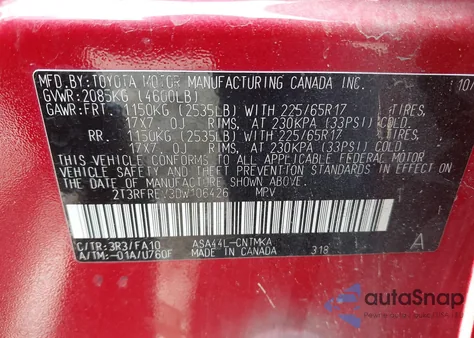 MFD. BY: TOYOTA MOTOR MANUFACTURING CANADA INC. 10/
GVWR: 2085KG (4600LB)
GAWR: FRT. 1150KG (2535LB) WITH 225/65R17 TIRES,
17X7 0J RIMS, AT 230KPA (33PSI) COLD.
RR. 1150KG (2535LB) WITH 225/65R17 TIRES,
17X7 0J RIMS, AT 230KPA (33PSI) COLD.
THIS VEHICLE CONFORMS TO ALL APPLICABLE FEDERAL MOTOR
VEHICLE SAFETY
THEFT PREVENTION STANDARDS IN EFFECT ON THE DATE OF
MANUFACTURE SHOWN ABOVE.
MPV
C/TR: 3R3/FA10 ASA44L-CNTMKA A
A/TM: -01A/U760F MADE IN CANADA 318
autoSnap